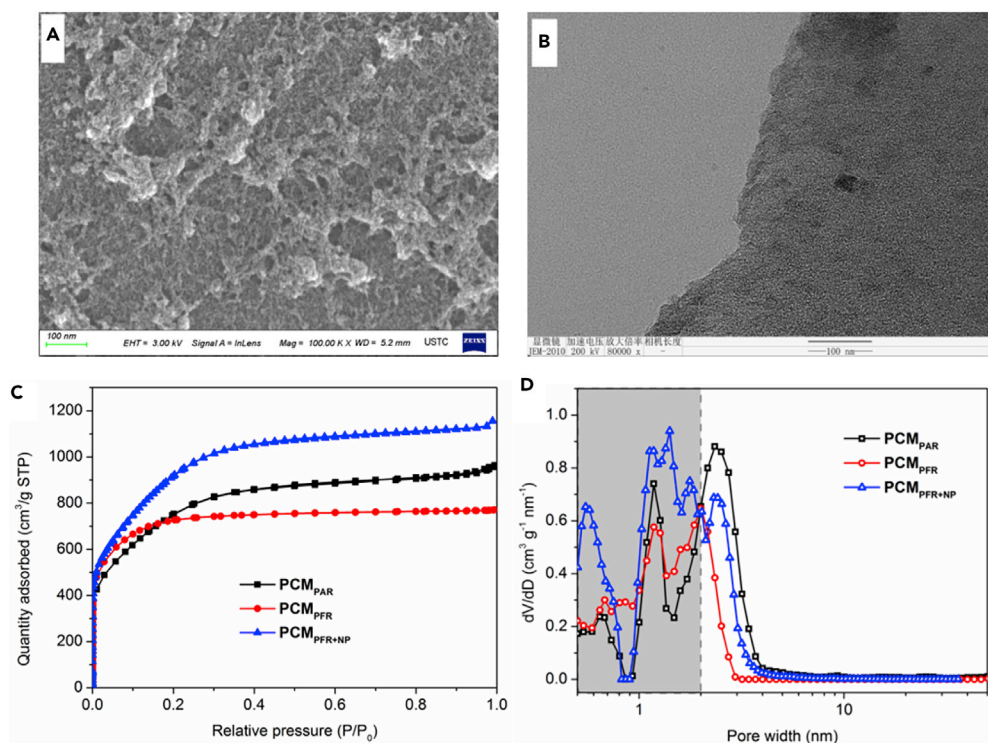 A
100 nm
EHT = 3.00 kV Signal A = InLens Mag = 100.00 K X WD = 5.2 mm USTC
ZEISS
B
显微镜 加速电压 放大倍率 相机长度
JEM-2010 200 kV 80000 x - 100 nm
C
Quantity adsorbed (cm³/g STP)
1200
1000
800
600
400
200
0
0.0 0.2 0.4 0.6 0.8 1.0
Relative pressure (P/P₀)
PCM_PAR
PCM_PFR
PCM_PFR+NP
D
dV/dD (cm³ g⁻¹ nm⁻¹)
1.0
0.8
0.6
0.4
0.2
0.0
1 10
Pore width (nm)
PCM_PAR
PCM_PFR
PCM_PFR+NP